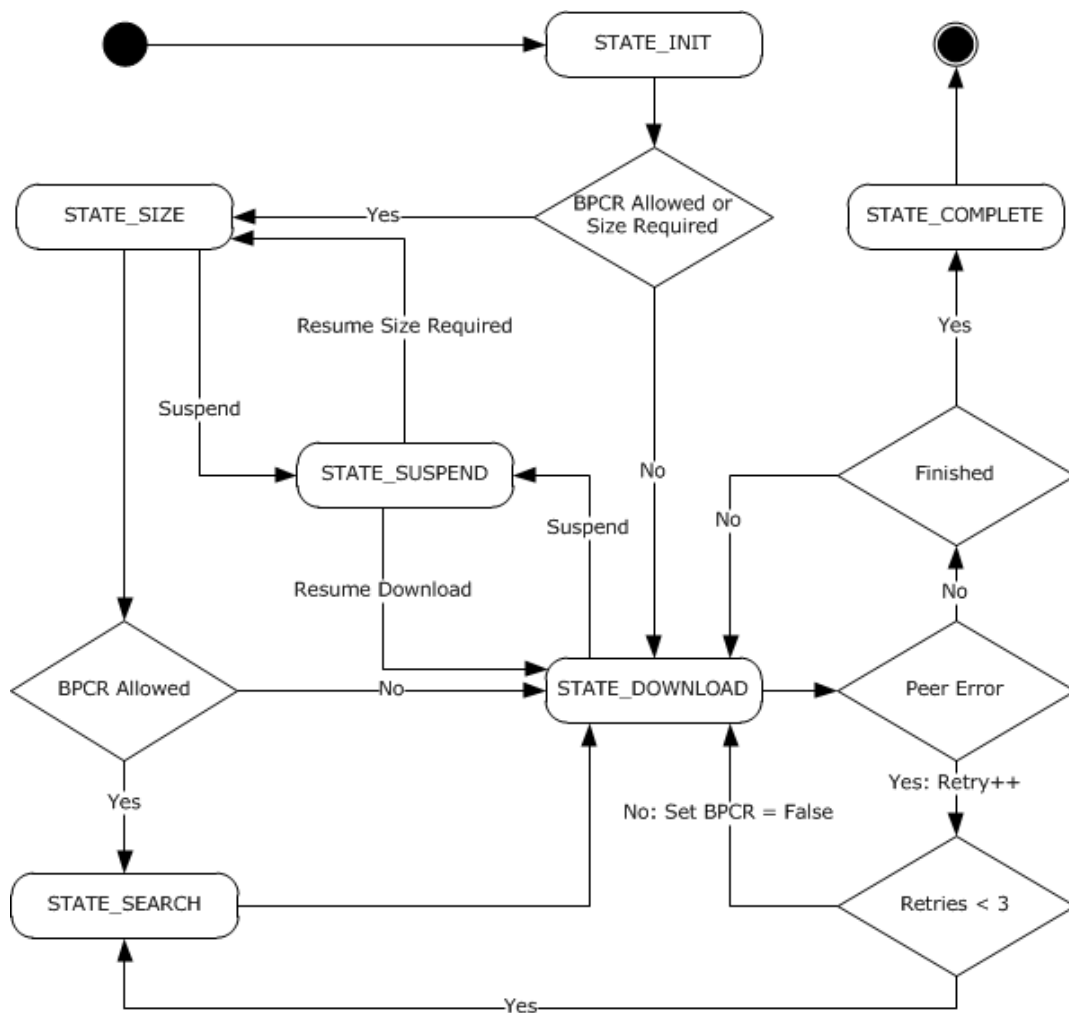 STATE_INIT
BPCR Allowed or
Size Required
STATE_SIZE
Yes
STATE_COMPLETE
Resume Size Required
Yes
Suspend
STATE_SUSPEND
No
Finished
Suspend
No
Resume Download
No
BPCR Allowed
No
STATE_DOWNLOAD
Peer Error
Yes: Retry++
Yes
No: Set BPCR = False
STATE_SEARCH
Retries < 3
Yes